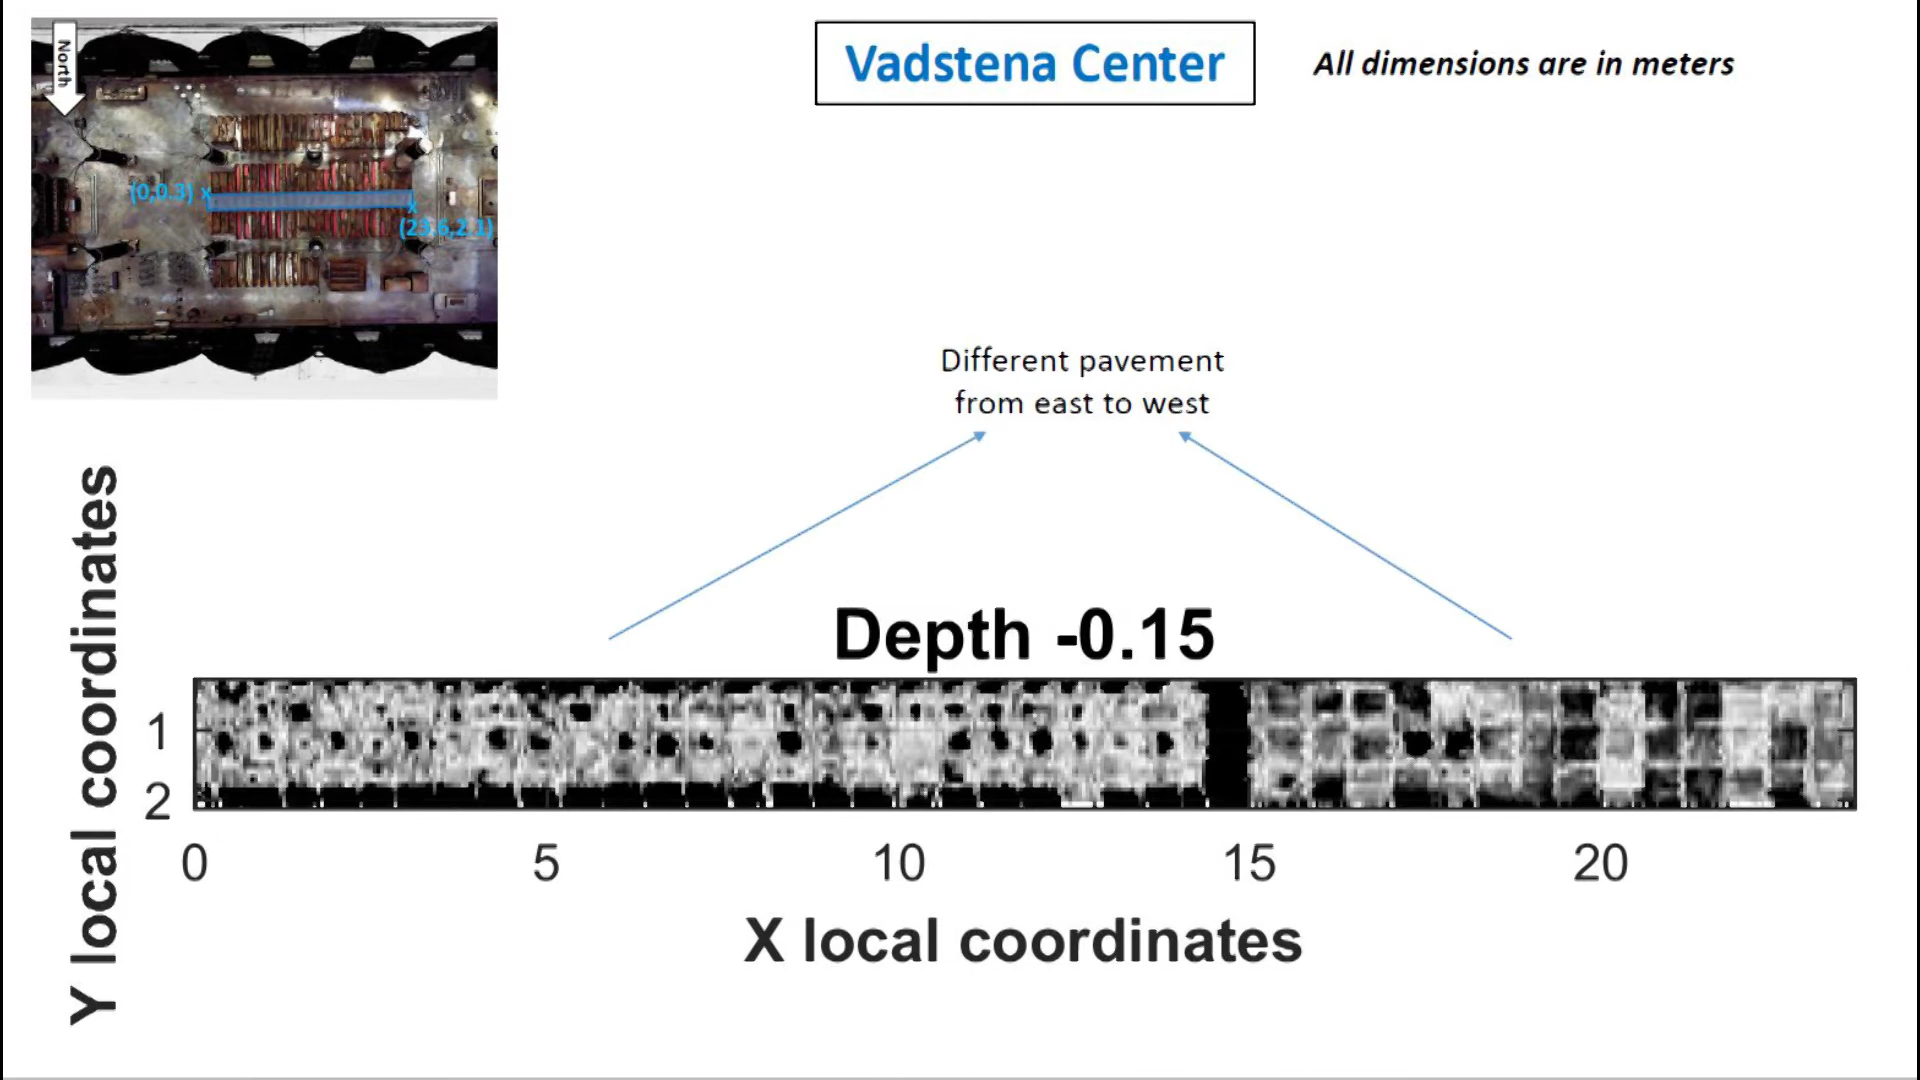 North
Vadstena Center
All dimensions are in meters
(0,0.3) x
x
(23.6,2.1)
Different pavement
from east to west
Depth -0.15
Y local coordinates
1
2
0 5 10 15 20
X local coordinates